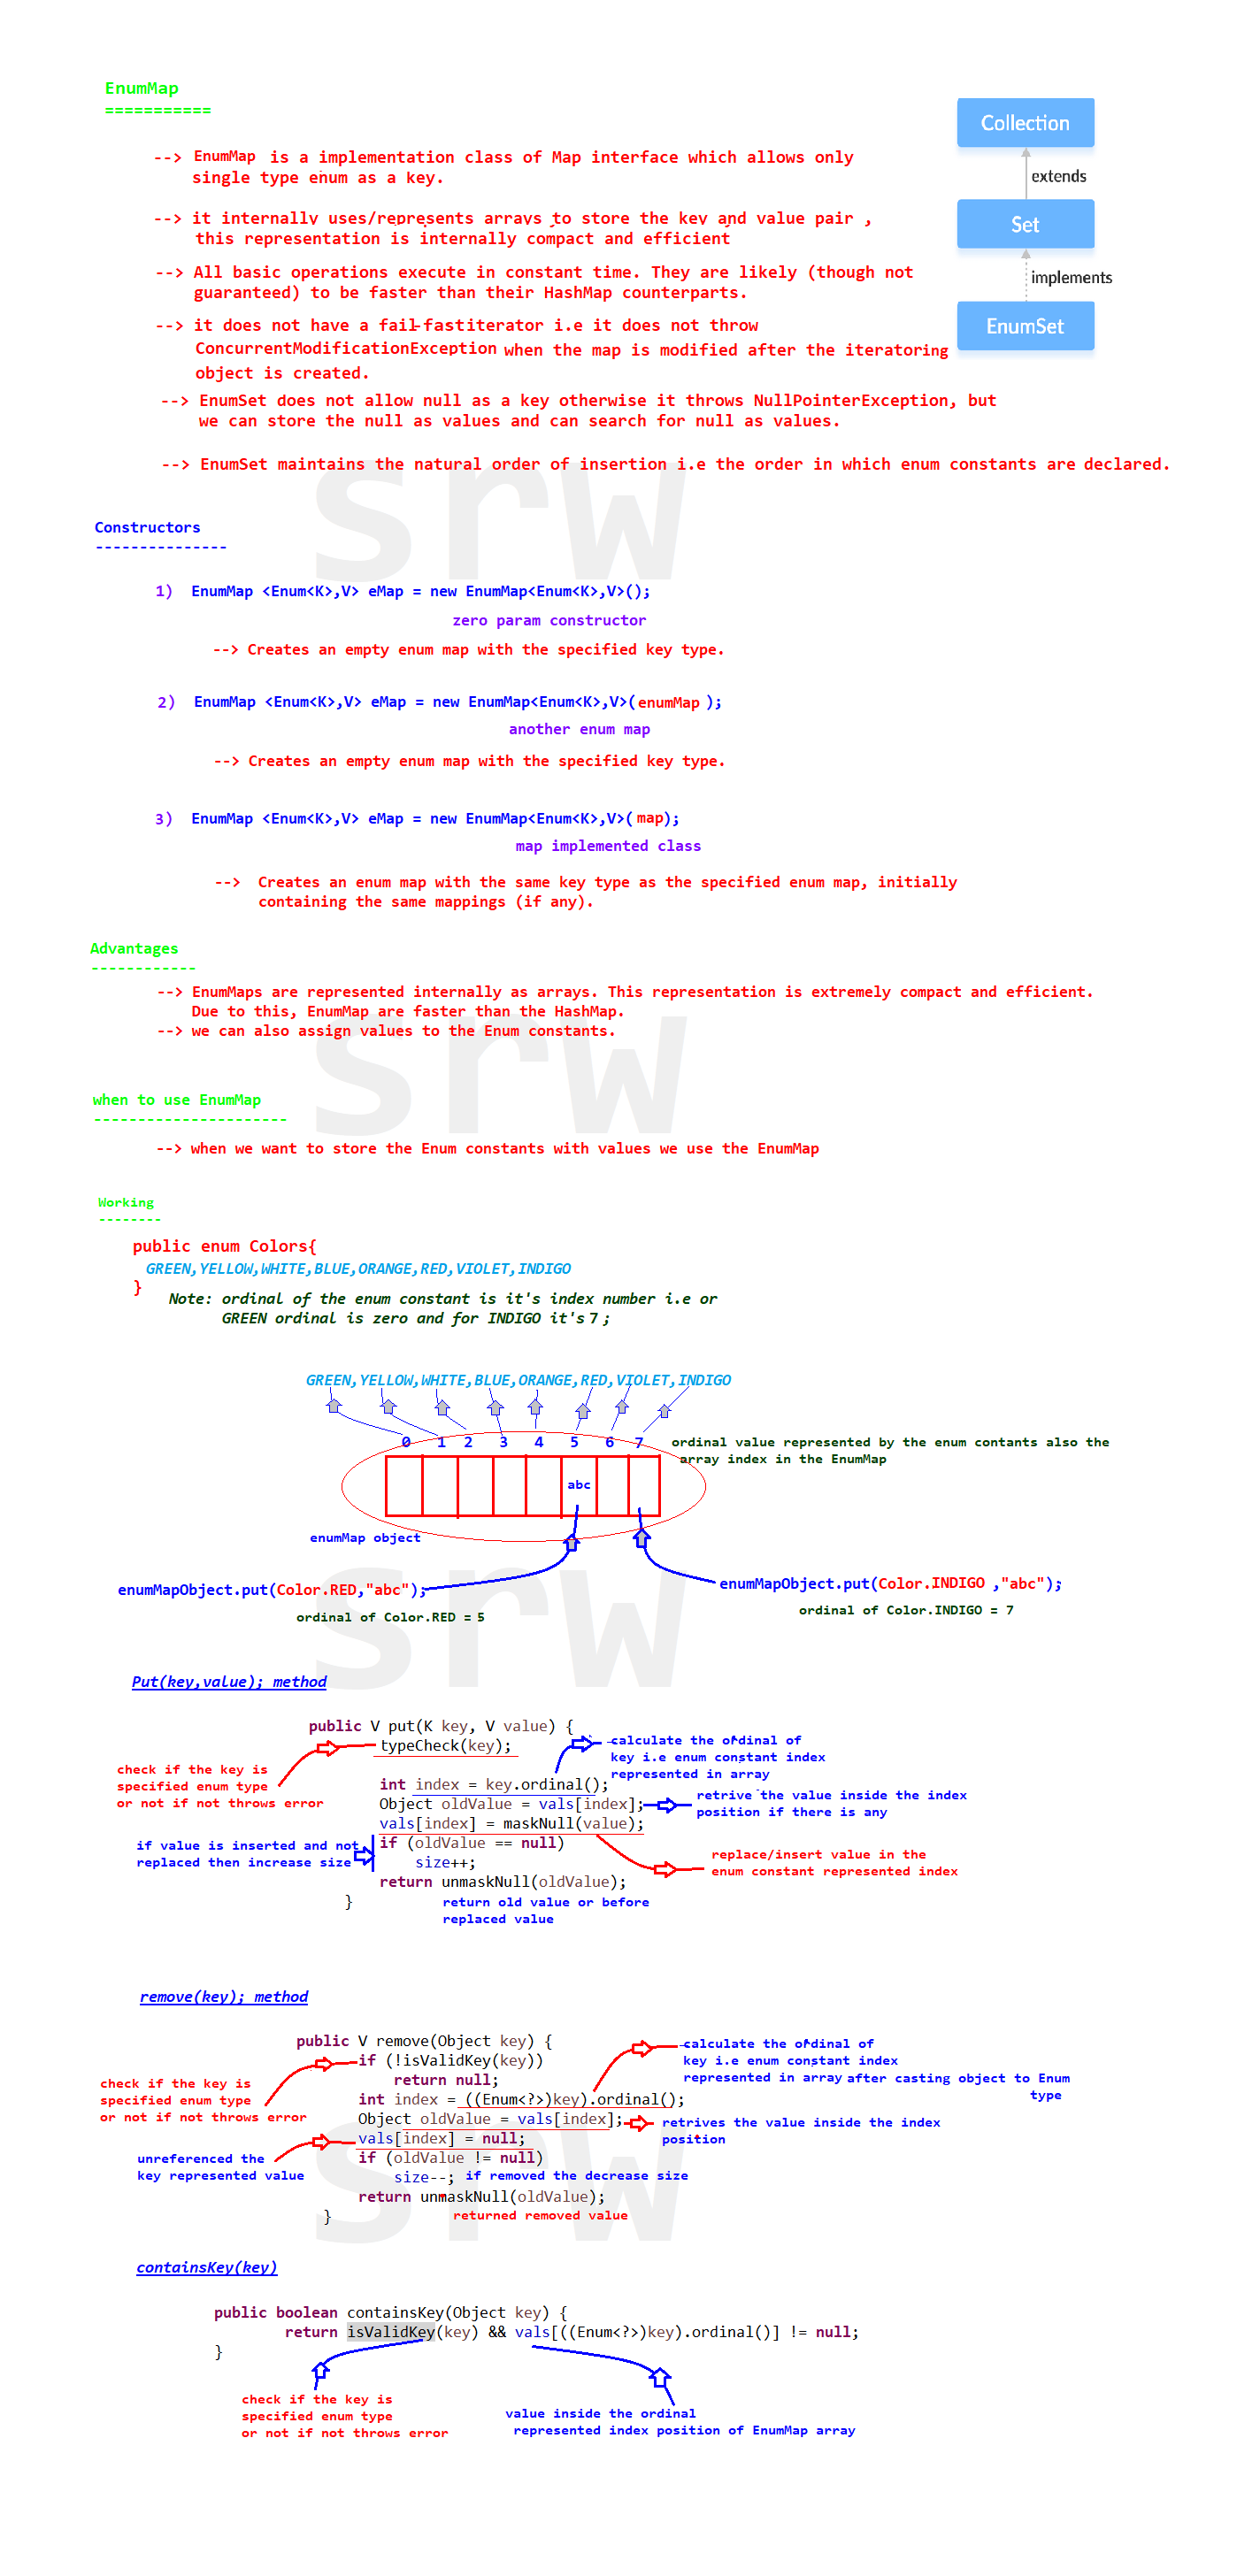 EnumMap
===========
Collection
extends
Set
implements
EnumSet
--> EnumMap is a implementation class of Map interface which allows only
single type enum as a key.
--> it internally uses/represents arrays to store the key and value pair ,
this representation is internally compact and efficient
--> All basic operations execute in constant time. They are likely (though not
guaranteed) to be faster than their HashMap counterparts.
--> it does not have a fail-fastiterator i.e it does not throw
ConcurrentModificationException when the map is modified after the iteratoring
object is created.
--> EnumSet does not allow null as a key otherwise it throws NullPointerException, but
we can store the null as values and can search for null as values.
--> EnumSet maintains the natural order of insertion i.e the order in which enum constants are declared.
srw
Constructors
---------------
1) EnumMap <Enum<K>,V> eMap = new EnumMap<Enum<K>,V>();
zero param constructor
--> Creates an empty enum map with the specified key type.
2) EnumMap <Enum<K>,V> eMap = new EnumMap<Enum<K>,V>(enumMap );
another enum map
--> Creates an empty enum map with the specified key type.
3) EnumMap <Enum<K>,V> eMap = new EnumMap<Enum<K>,V>(map);
map implemented class
--> Creates an enum map with the same key type as the specified enum map, initially
containing the same mappings (if any).
Advantages
------------
--> EnumMaps are represented internally as arrays. This representation is extremely compact and efficient.
Due to this, EnumMap are faster than the HashMap.
--> we can also assign values to the Enum constants.
srw
when to use EnumMap
----------------------
--> when we want to store the Enum constants with values we use the EnumMap
Working
--------
public enum Colors{
GREEN,YELLOW,WHITE,BLUE,ORANGE,RED,VIOLET,INDIGO
}
Note: ordinal of the enum constant is it's index number i.e or
GREEN ordinal is zero and for INDIGO it's 7 ;
GREEN,YELLOW,WHITE,BLUE,ORANGE,RED,VIOLET,INDIGO
0 1 2 3 4 5 6 7
ordinal value represented by the enum contants also the
array index in the EnumMap
abc
enumMap object
srw
enumMapObject.put(Color.RED,"abc");
ordinal of Color.RED = 5
enumMapObject.put(Color.INDIGO ,"abc");
ordinal of Color.INDIGO = 7
Put(key,value); method
public V put(K key, V value) {
typeCheck(key);
int index = key.ordinal();
Object oldValue = vals[index];
vals[index] = maskNull(value);
if (oldValue == null)
size++;
return unmaskNull(oldValue);
}
check if the key is
specified enum type
or not if not throws error
calculate the ordinal of
key i.e enum constant index
represented in array
retrive the value inside the index
position if there is any
if value is inserted and not
replaced then increase size
replace/insert value in the
enum constant represented index
return old value or before
replaced value
remove(key); method
public V remove(Object key) {
if (!isValidKey(key))
return null;
int index = ((Enum<?>)key).ordinal();
Object oldValue = vals[index];
vals[index] = null;
if (oldValue != null)
size--; if removed the decrease size
return unmaskNull(oldValue);
} returned removed value
check if the key is
specified enum type
or not if not throws error
calculate the ordinal of
key i.e enum constant index
represented in array after casting object to Enum
type
retrives the value inside the index
position
unreferenced the
key represented value
srw
containsKey(key)
public boolean containsKey(Object key) {
return isValidKey(key) && vals[((Enum<?>)key).ordinal()] != null;
}
check if the key is
specified enum type
or not if not throws error
value inside the ordinal
represented index position of EnumMap array